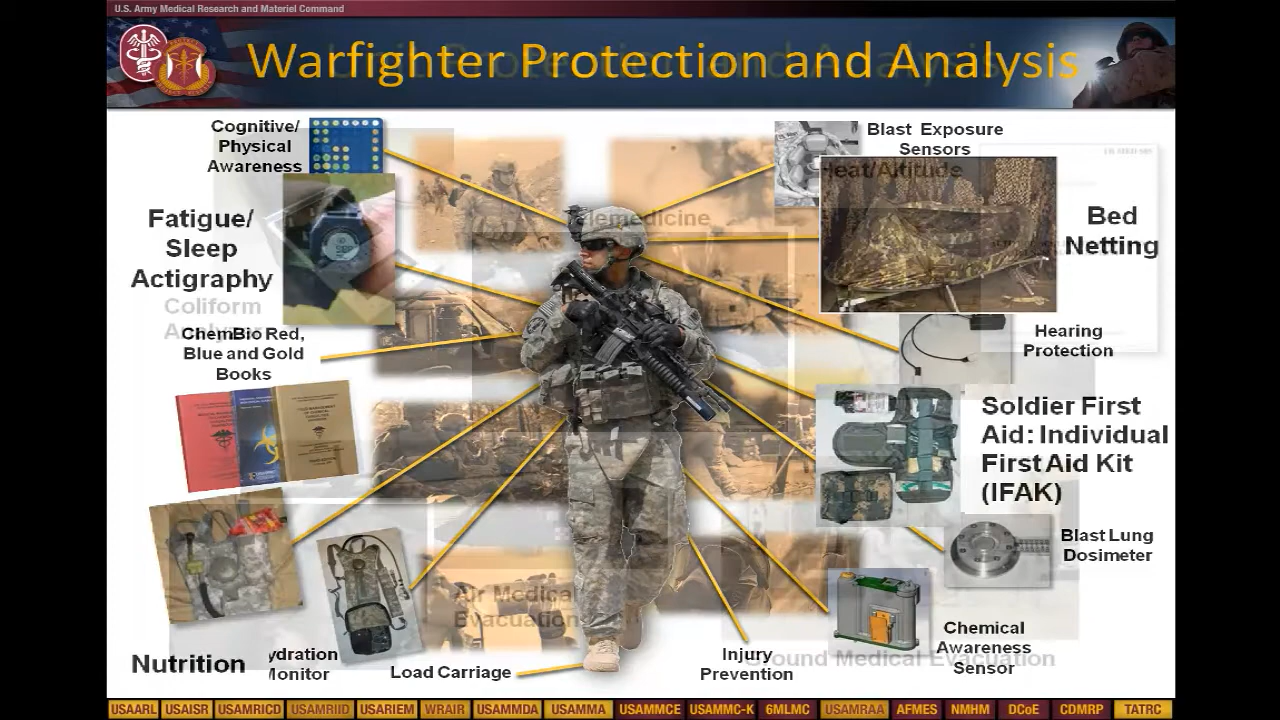 U.S. Army Medical Research and Materiel Command
Warfighter Protection and Analysis
Cognitive/
Physical
Awareness
Blast Exposure
Sensors
Heat/Altitude
Telemedicine
Fatigue/
Sleep
Actigraphy
Bed
Netting
Coliform
ChemBio Red,
Blue and Gold
Books
Hearing
Protection
Soldier First
Aid: Individual
First Aid Kit
(IFAK)
Blast Lung
Dosimeter
Air Medical
Evacuation
Chemical
Awareness
Sensor
Nutrition
ydration
Monitor
Load Carriage
Injury
Prevention
Ground Medical Evacuation
USAARL USAISR USAMRICD USAMRIID USARIEM WRAIR USAMMDA USAMMA USAMMCE USAMMC-K 6MLMC USAMRAA AFMES NMHM DCoE CDMRP TATRC